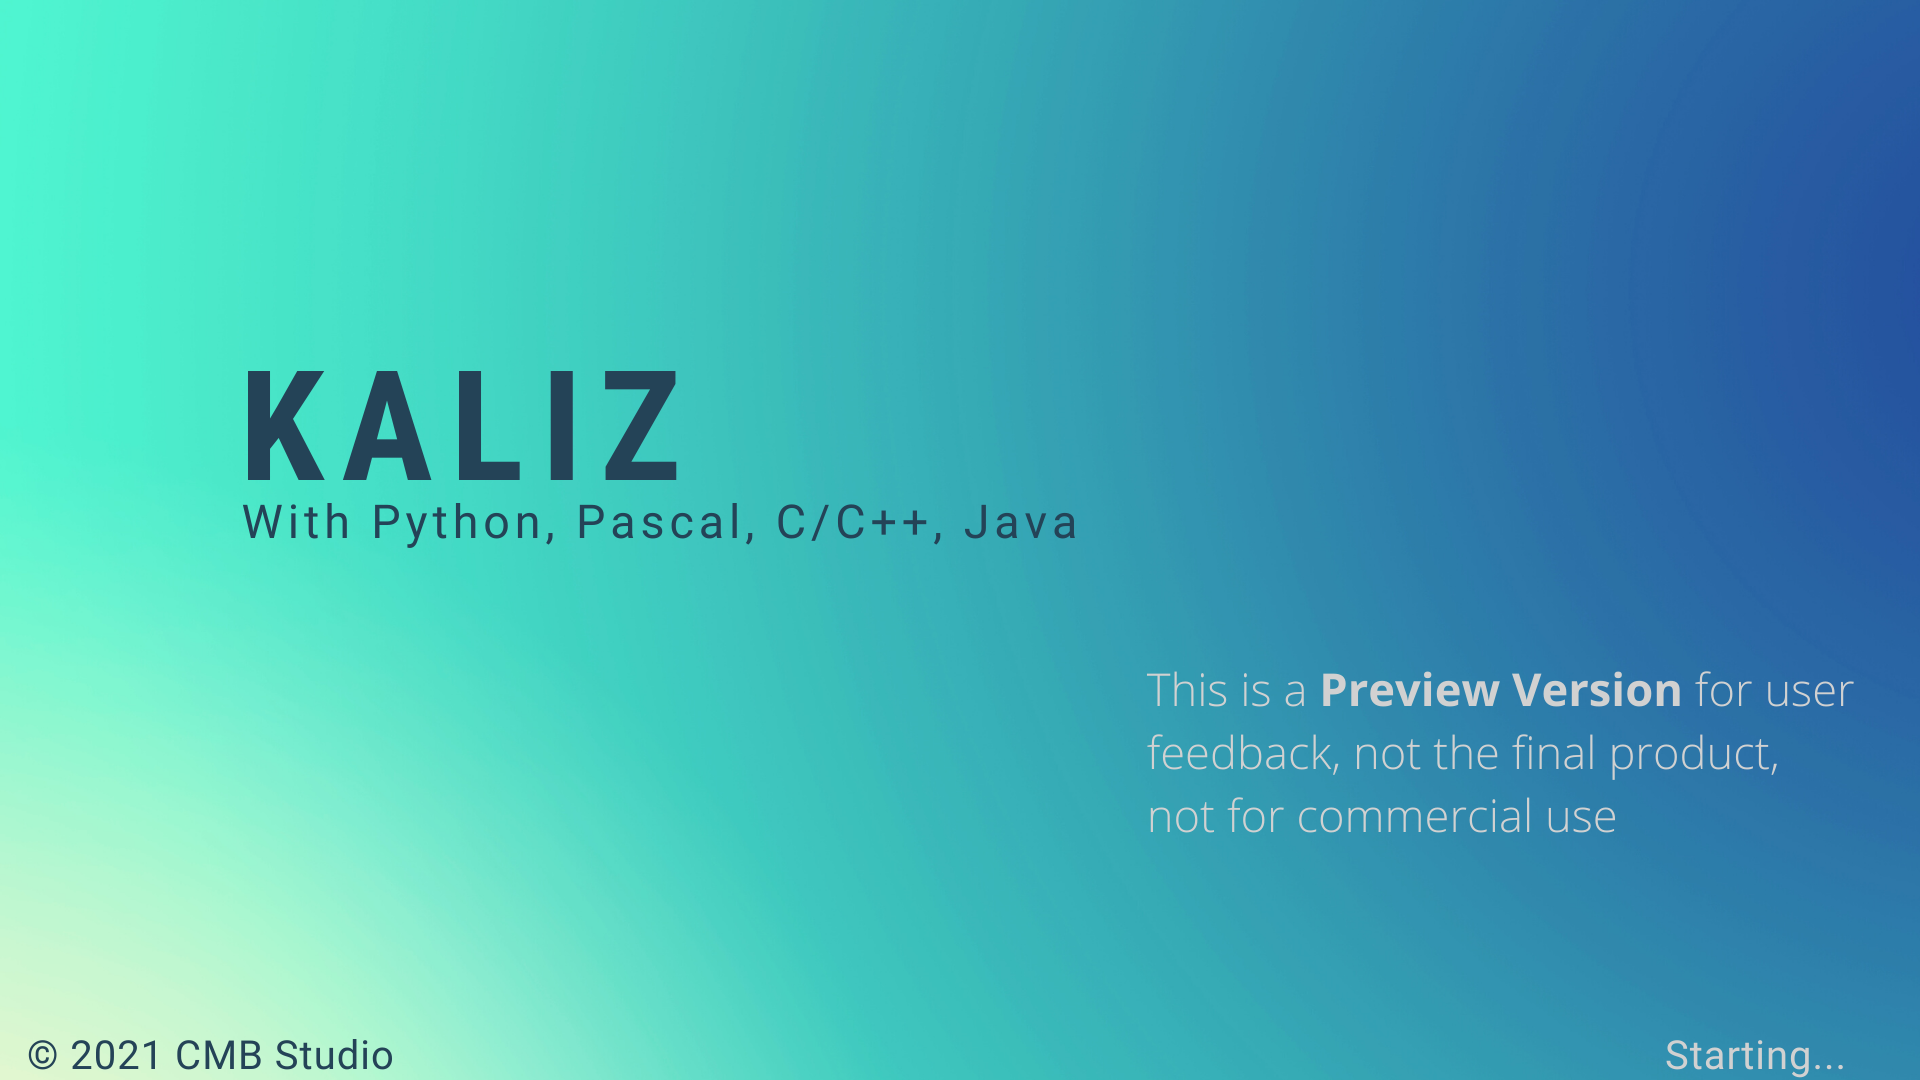 KALIZ
With Python, Pascal, C/C++, Java
This is a Preview Version for user
feedback, not the final product,
not for commercial use
© 2021 CMB Studio
Starting...